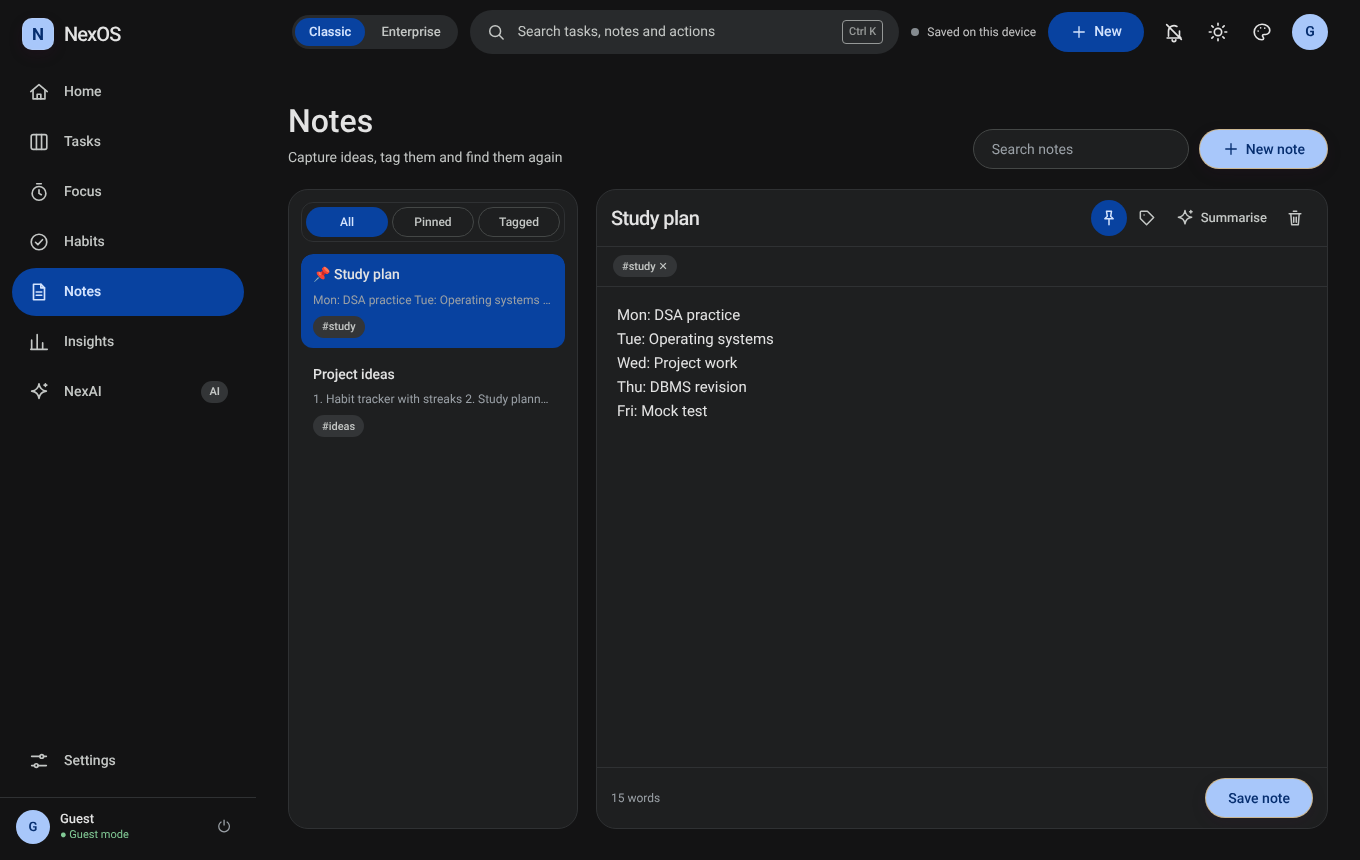 N NexOS
Classic Enterprise
Search tasks, notes and actions Ctrl K
Saved on this device
+ New
G
Home
Tasks
Focus
Habits
Notes
Insights
NexAI AI
Settings
G Guest
● Guest mode
Notes
Capture ideas, tag them and find them again
Search notes
+ New note
All Pinned Tagged
📌 Study plan
Mon: DSA practice Tue: Operating systems …
#study
Project ideas
1. Habit tracker with streaks 2. Study plann…
#ideas
Study plan
Summarise
#study ✕
Mon: DSA practice
Tue: Operating systems
Wed: Project work
Thu: DBMS revision
Fri: Mock test
15 words
Save note